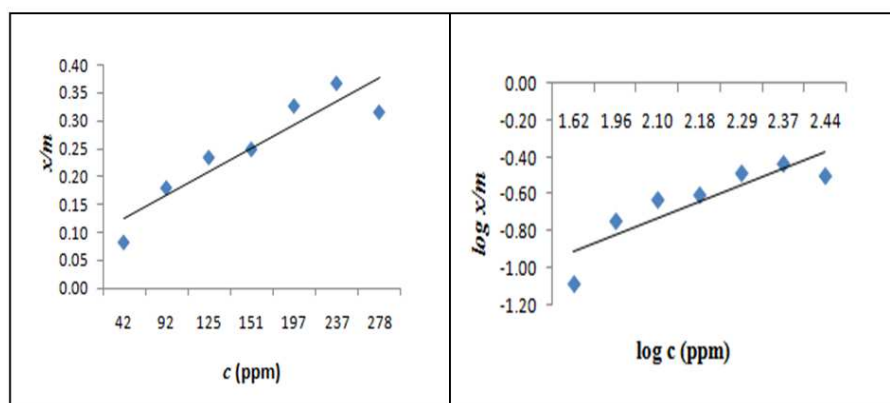 0.40
0.35
0.30
0.25
0.20
0.15
0.10
0.05
0.00
x/m
42 92 125 151 197 237 278
c (ppm)
0.00
-0.20
-0.40
-0.60
-0.80
-1.00
-1.20
log x/m
1.62 1.96 2.10 2.18 2.29 2.37 2.44
log c (ppm)